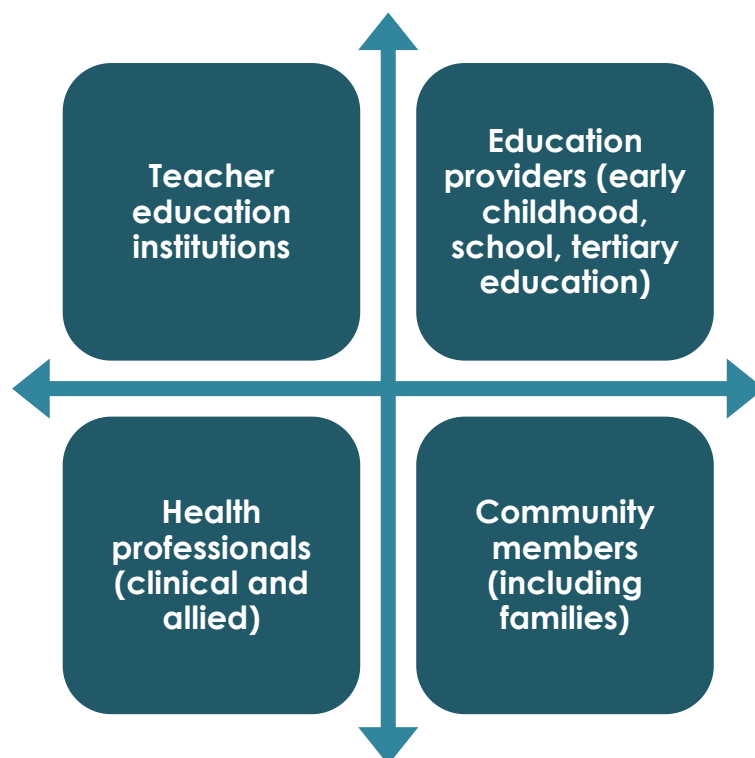 Teacher
education
institutions
Education
providers (early
childhood,
school, tertiary
education)
Health
professionals
(clinical and
allied)
Community
members
(including
families)